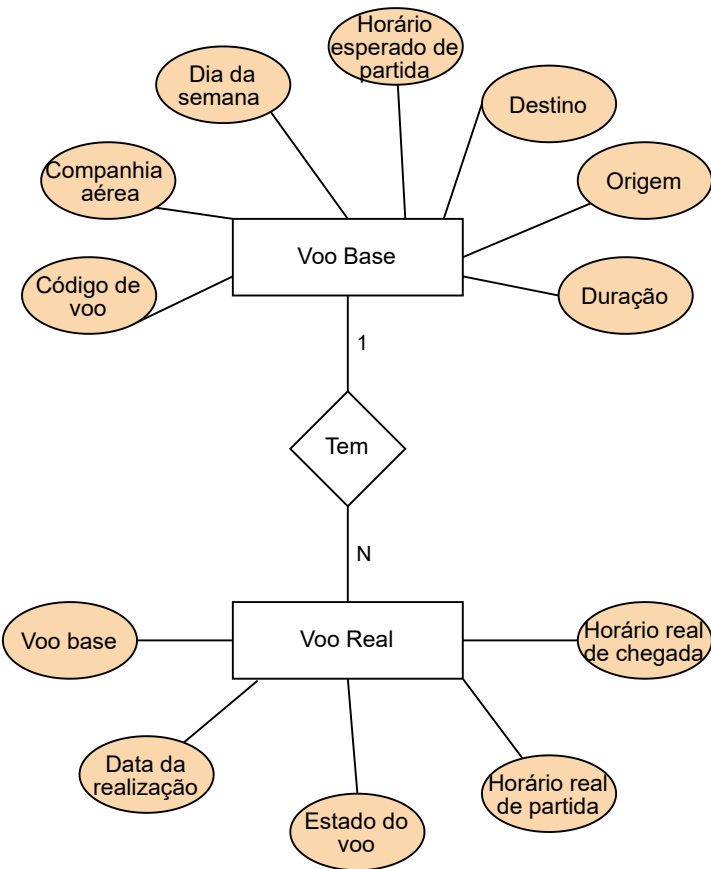 Horário
esperado de
partida
Dia da
semana
Destino
Companhia
aérea
Origem
Voo Base
Código de
voo
Duração
1
Tem
N
Voo base
Voo Real
Horário real
de chegada
Data da
realização
Horário real
de partida
Estado do
voo